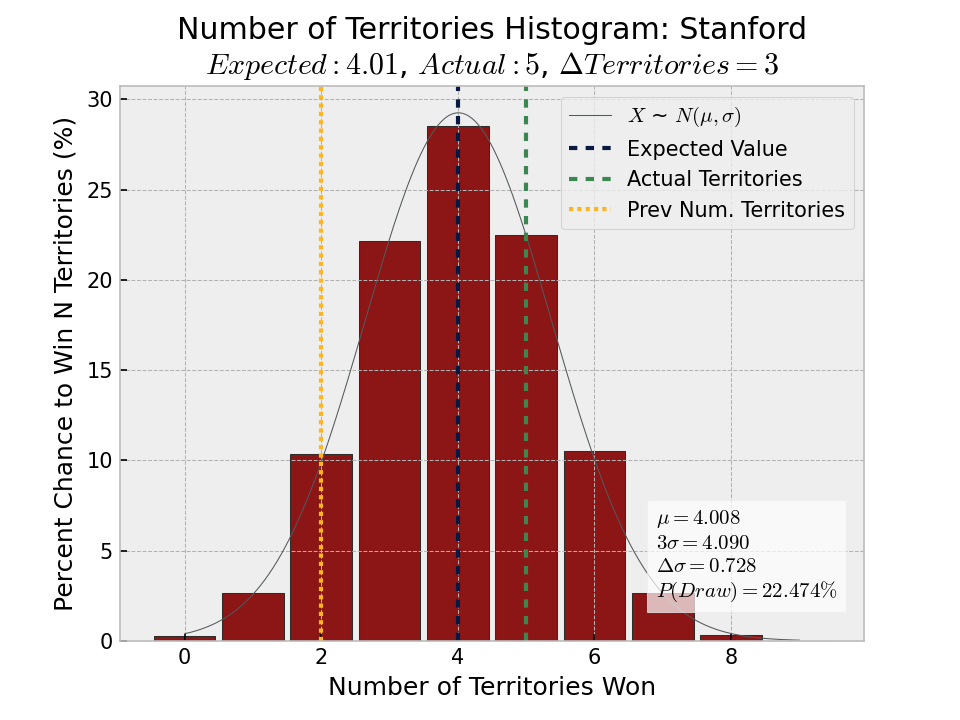 Number of Territories Histogram: Stanford
Expected : 4.01, Actual : 5, ΔTerritories = 3
Percent Chance to Win N Territories (%)
30
25
20
15
10
5
0
X ~ N(μ, σ)
Expected Value
Actual Territories
Prev Num. Territories
μ = 4.008
3σ = 4.090
Δσ = 0.728
P(Draw) = 22.474%
0 2 4 6 8
Number of Territories Won